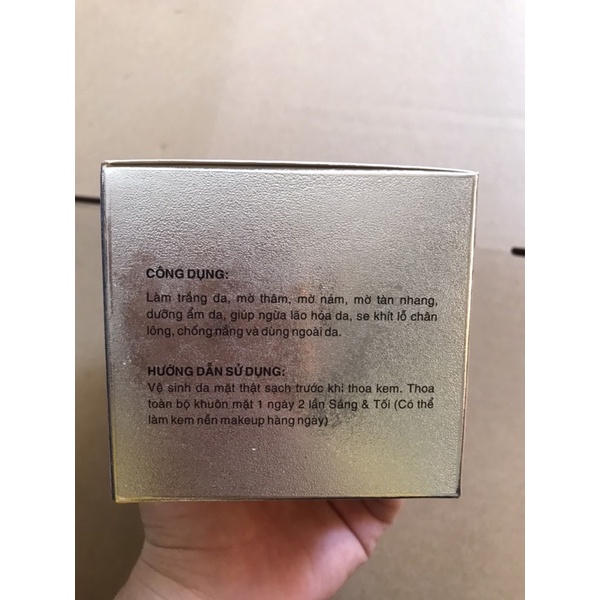 CÔNG DỤNG:
Làm trắng da, mờ thâm, mờ nám, mờ tàn nhang,
dưỡng ẩm da, giúp ngừa lão hóa da, se khít lỗ chân
lông, chống nắng và dùng ngoài da.
HƯỚNG DẪN SỬ DỤNG:
Vệ sinh da mặt thật sạch trước khi thoa kem. Thoa
toàn bộ khuôn mặt 1 ngày 2 lần Sáng & Tối (Có thể
làm kem nền makeup hàng ngày)